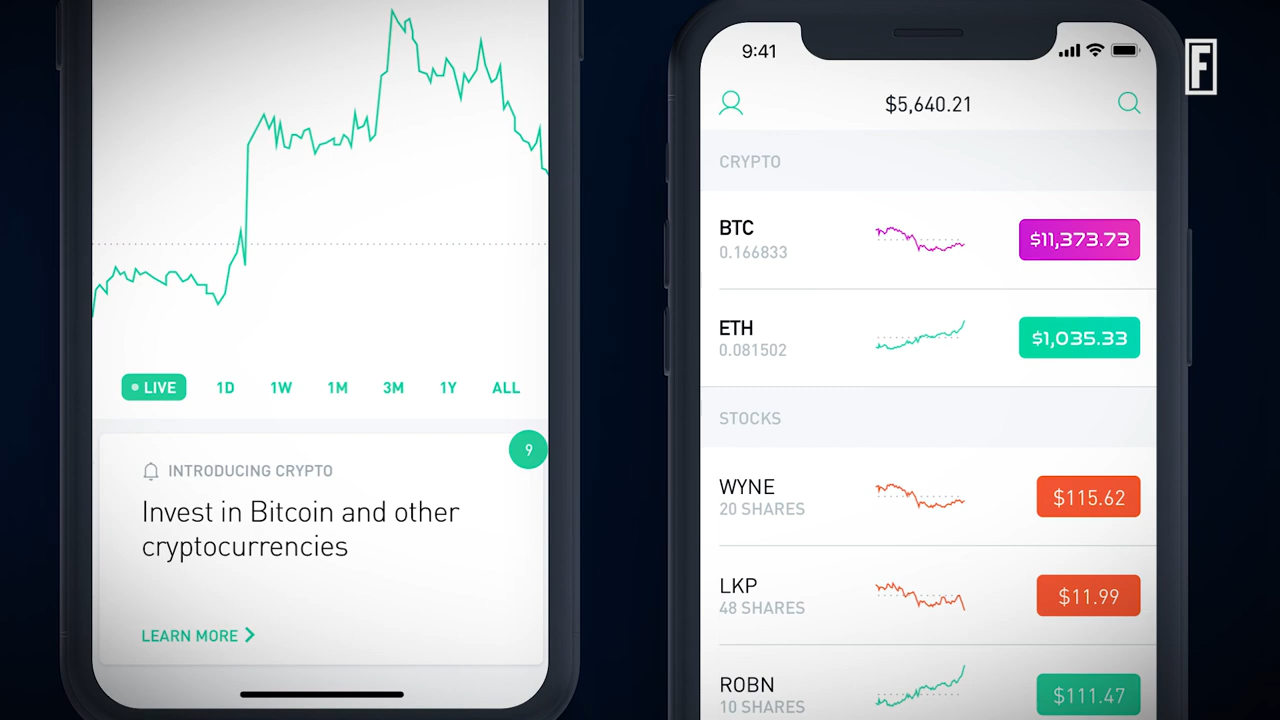 LIVE 1D 1W 1M 3M 1Y ALL
9
INTRODUCING CRYPTO
Invest in Bitcoin and other
cryptocurrencies
LEARN MORE
9:41
F
$5,640.21
CRYPTO
BTC
0.166833
$11,373.73
ETH
0.081502
$1,035.33
STOCKS
WYNE
20 SHARES
$115.62
LKP
48 SHARES
$11.99
ROBN
10 SHARES
$111.47